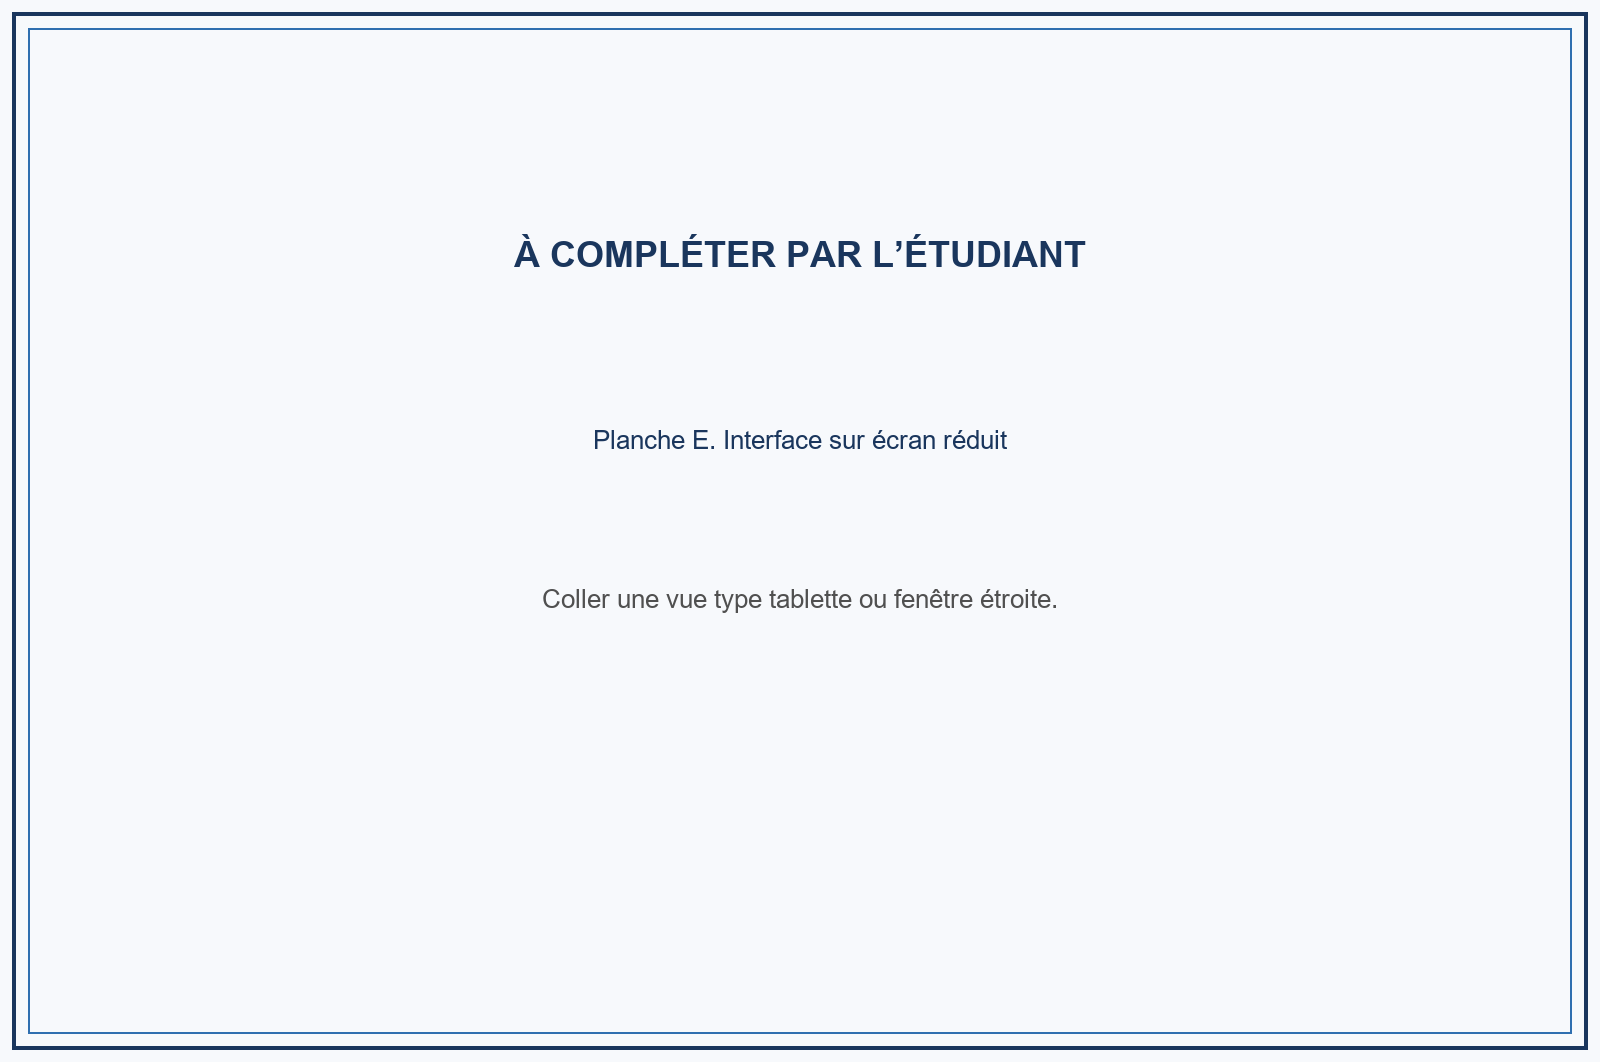 À COMPLÉTER PAR L’ÉTUDIANT
Planche E. Interface sur écran réduit
Coller une vue type tablette ou fenêtre étroite.